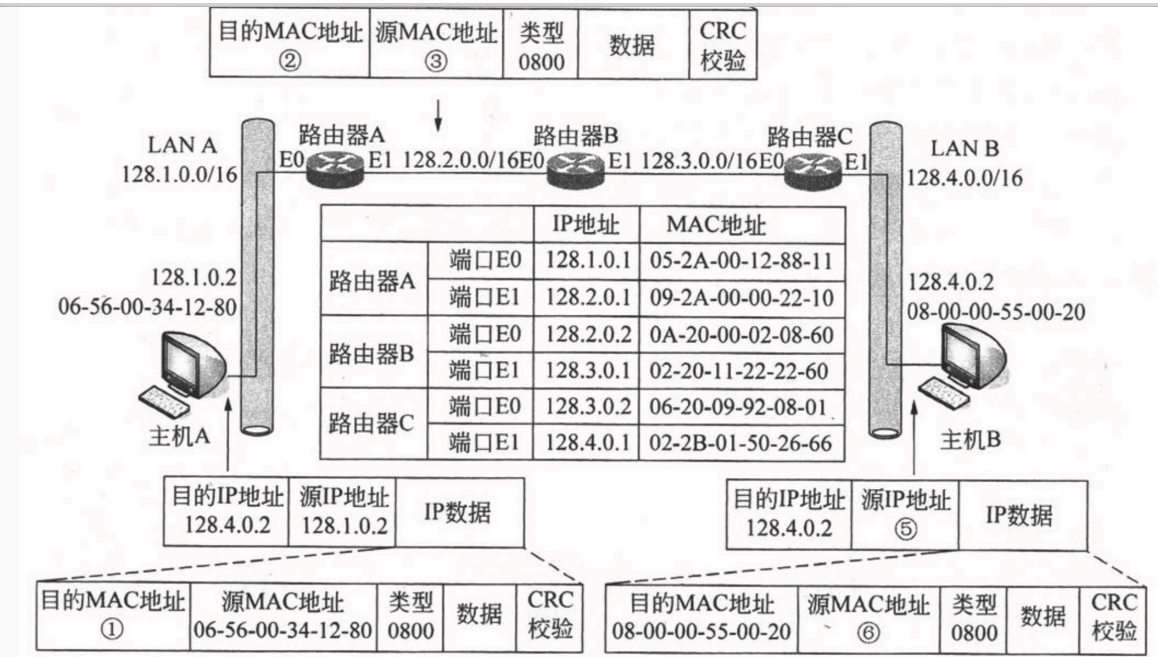 目的MAC地址 源MAC地址 类型 数据 CRC
② ③ 0800 校验
LAN A 路由器A 路由器B 路由器C LAN B
128.1.0.0/16 E0 E1 128.2.0.0/16 E0 E1 128.3.0.0/16 E0 E1 128.4.0.0/16
IP地址 MAC地址
路由器A 端口E0 128.1.0.1 05-2A-00-12-88-11
端口E1 128.2.0.1 09-2A-00-00-22-10
路由器B 端口E0 128.2.0.2 0A-20-00-02-08-60
端口E1 128.3.0.1 02-20-11-22-22-60
路由器C 端口E0 128.3.0.2 06-20-09-92-08-01
端口E1 128.4.0.1 02-2B-01-50-26-66
128.1.0.2
06-56-00-34-12-80
主机A
128.4.0.2
08-00-00-55-00-20
主机B
目的IP地址 源IP地址 IP数据
128.4.0.2 128.1.0.2
目的IP地址 源IP地址 IP数据
128.4.0.2 ⑤
目的MAC地址 源MAC地址 类型 数据 CRC
① 06-56-00-34-12-80 0800 校验
目的MAC地址 源MAC地址 类型 数据 CRC
08-00-00-55-00-20 ⑥ 0800 校验